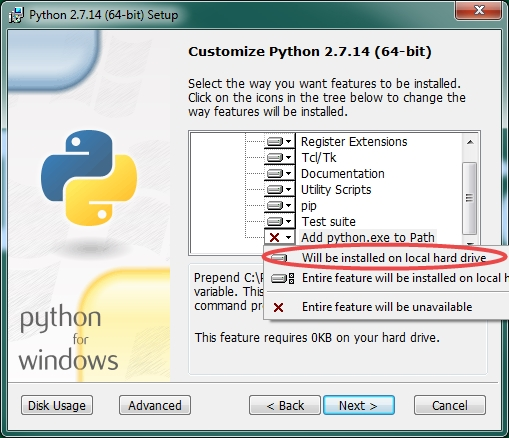 Python 2.7.14 (64-bit) Setup
Customize Python 2.7.14 (64-bit)
Select the way you want features to be installed.
Click on the icons in the tree below to change the
way features will be installed.
Register Extensions
Tcl/Tk
Documentation
Utility Scripts
pip
Test suite
Add python.exe to Path
Will be installed on local hard drive
Entire feature will be installed on local h
Entire feature will be unavailable
Prepend C:\
variable. This
command pr
This feature requires 0KB on your hard drive.
python
for
windows
Disk Usage
Advanced
< Back
Next >
Cancel